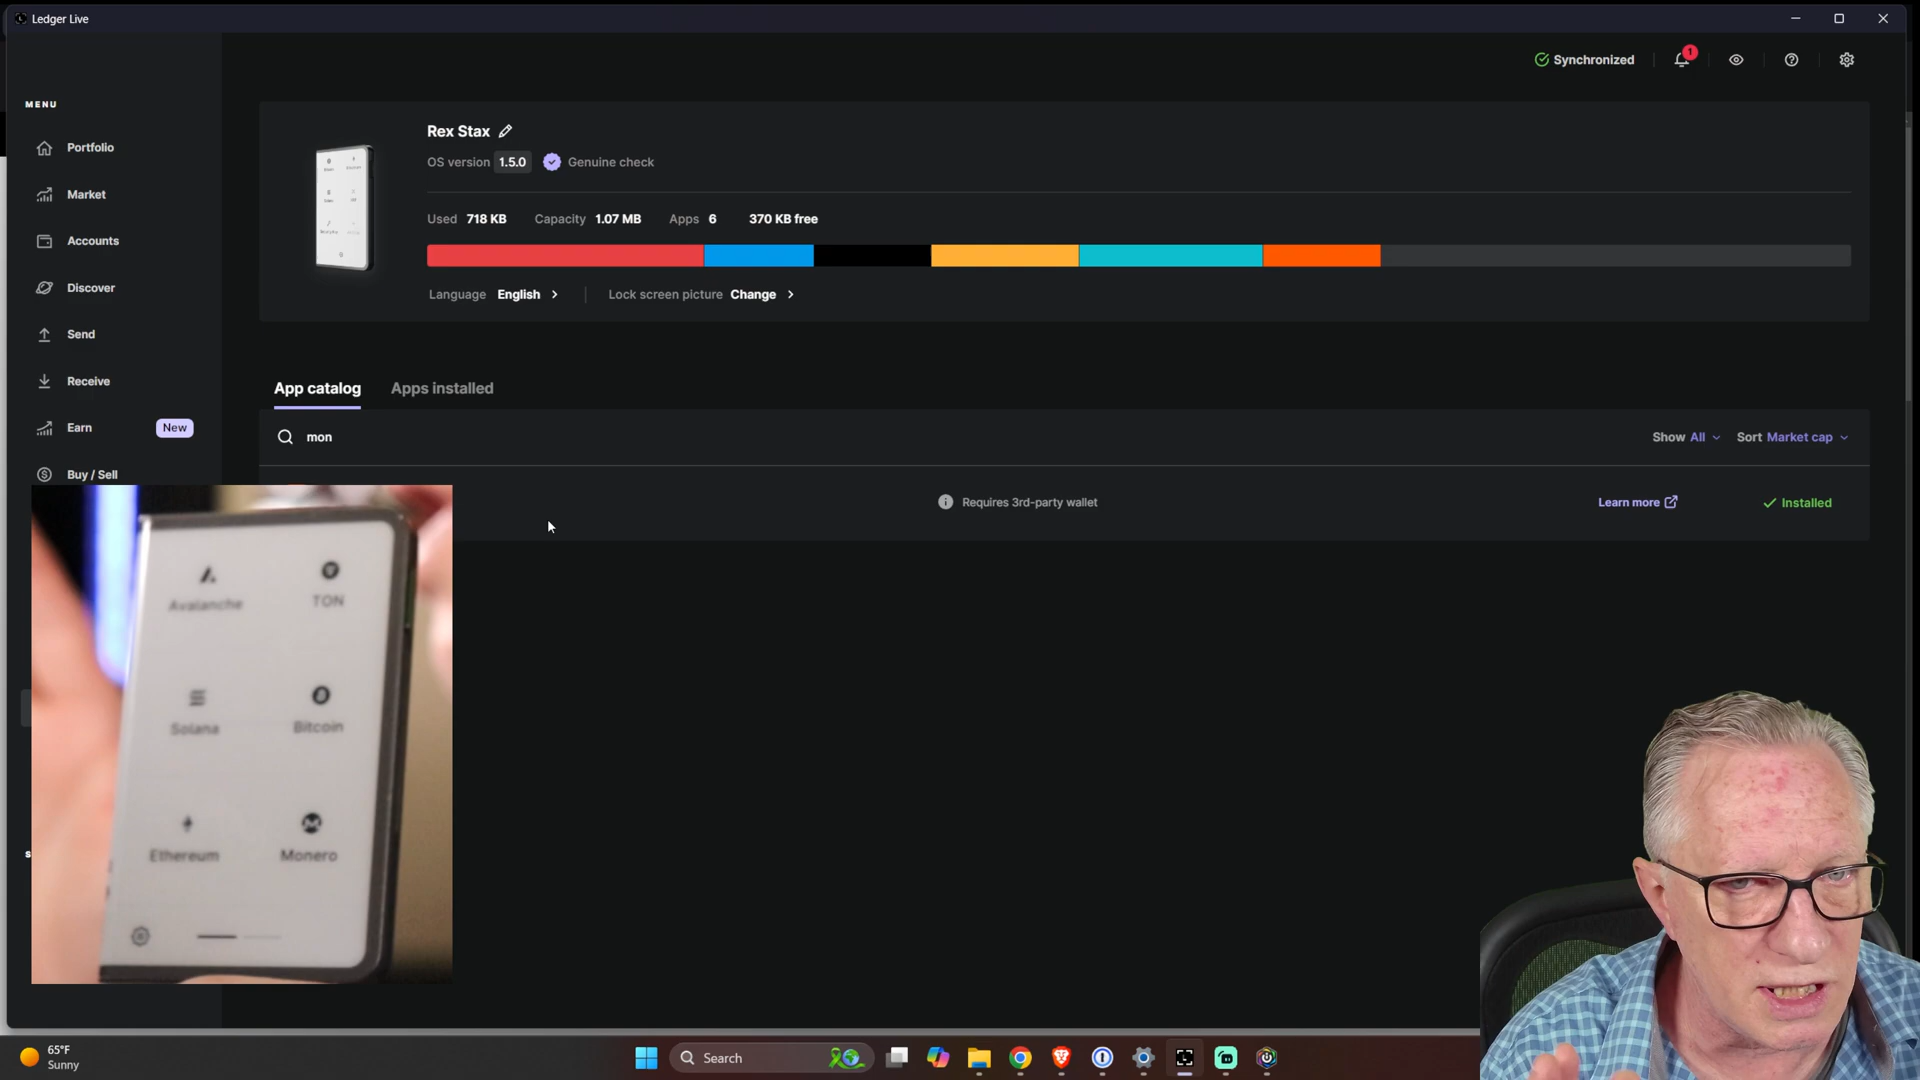 Ledger Live
Synchronized
1
MENU
Portfolio
Market
Accounts
Discover
Send
Receive
Earn New
Buy / Sell
Rex Stax
OS version 1.5.0 Genuine check
Used 718 KB Capacity 1.07 MB Apps 6 370 KB free
Language English Lock screen picture Change
App catalog Apps installed
mon Show All Sort Market cap
Requires 3rd-party wallet Learn more Installed
Avalanche TON
Solana Bitcoin
Ethereum Monero
S
65°F
Sunny
Search